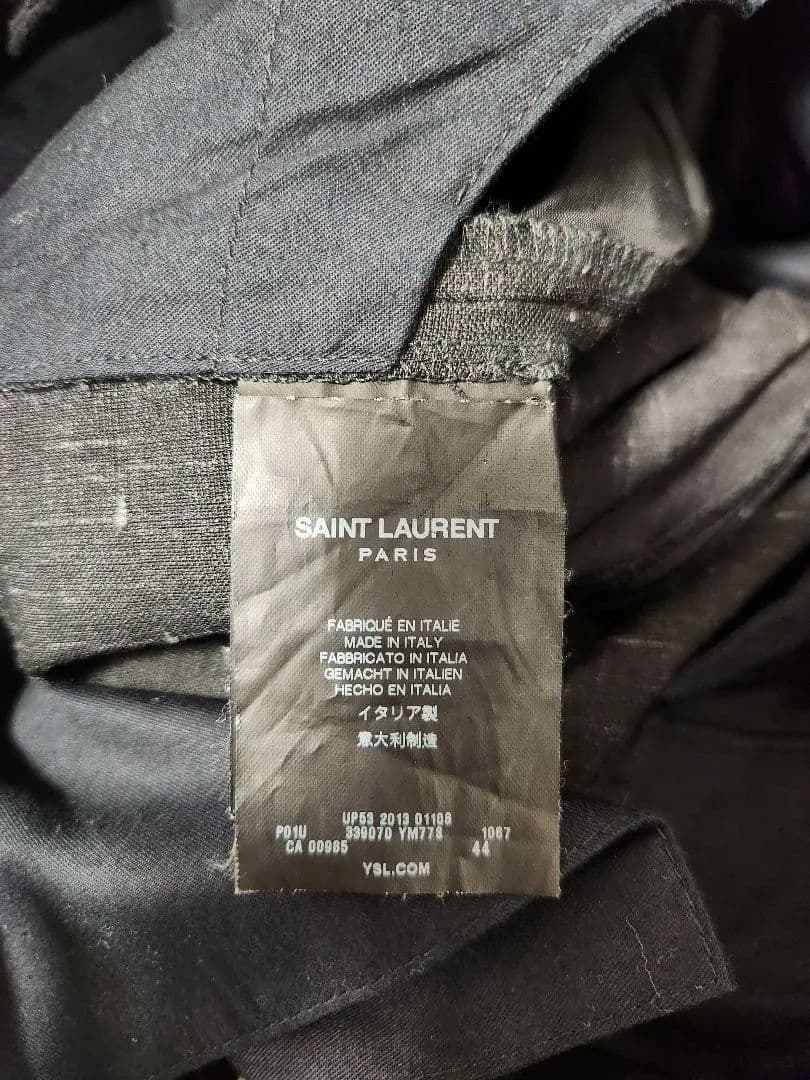 SAINT LAURENT
PARIS
FABRIQUÉ EN ITALIE
MADE IN ITALY
FABBRICATO IN ITALIA
GEMACHT IN ITALIEN
HECHO EN ITALIA
イタリア製
意大利制造
UP53 2013 01108
P01U 339070 YM778 1067
CA 00985 44
YSL.COM